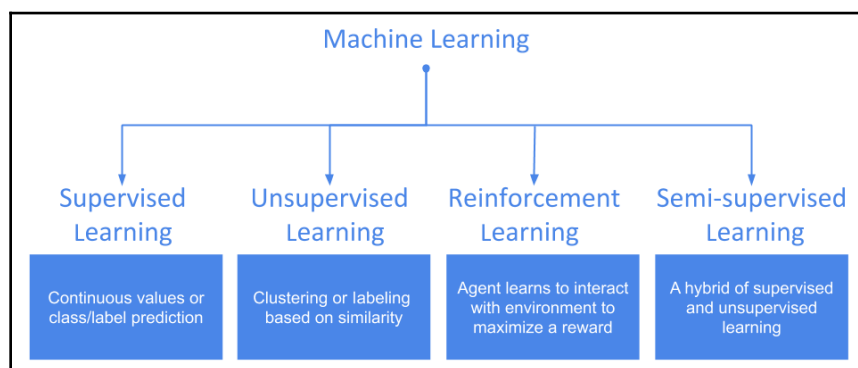 Machine Learning
Supervised
Learning
Continuous values or
class/label prediction
Unsupervised
Learning
Clustering or labeling
based on similarity
Reinforcement
Learning
Agent learns to interact
with environment to
maximize a reward
Semi-supervised
Learning
A hybrid of supervised
and unsupervised
learning